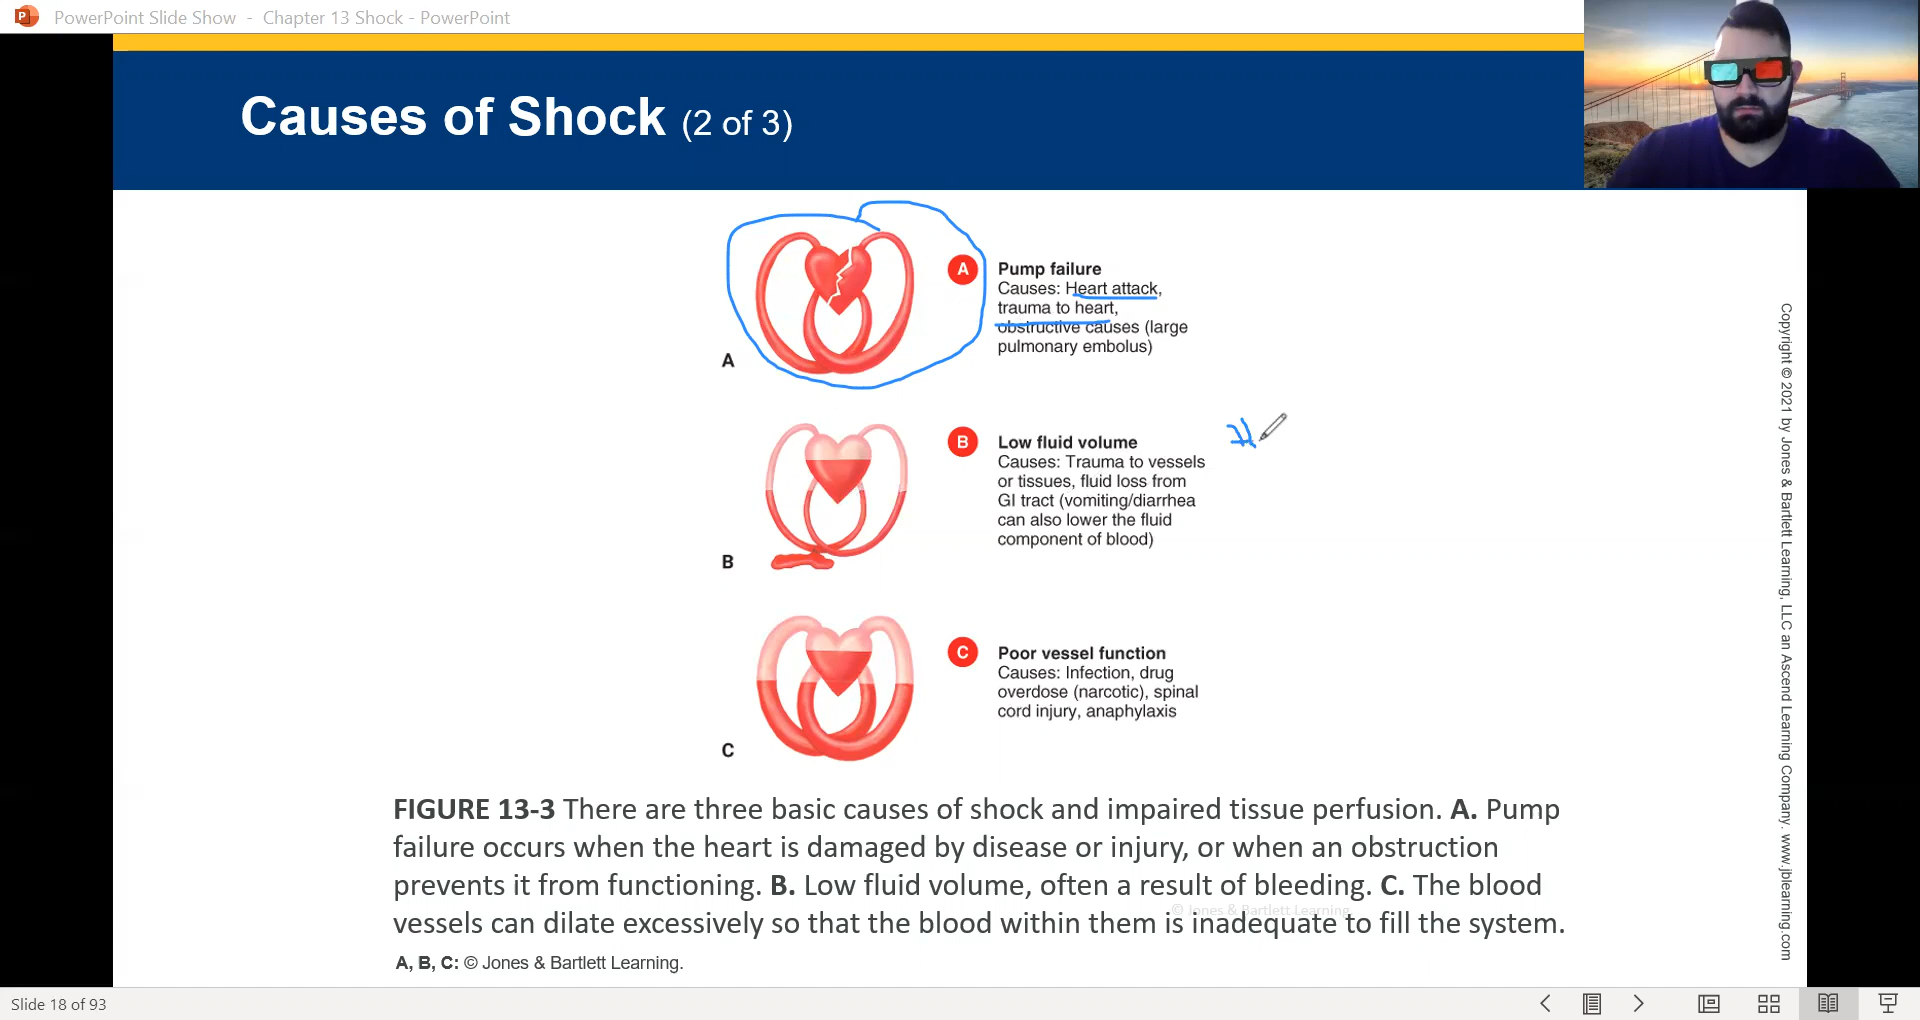 PowerPoint Slide Show - Chapter 13 Shock - PowerPoint
Causes of Shock (2 of 3)
A
A
Pump failure
Causes: Heart attack,
trauma to heart,
obstructive causes (large
pulmonary embolus)
B
B
Low fluid volume
Causes: Trauma to vessels
or tissues, fluid loss from
GI tract (vomiting/diarrhea
can also lower the fluid
component of blood)
C
C
Poor vessel function
Causes: Infection, drug
overdose (narcotic), spinal
cord injury, anaphylaxis
FIGURE 13-3 There are three basic causes of shock and impaired tissue perfusion. A. Pump
failure occurs when the heart is damaged by disease or injury, or when an obstruction
prevents it from functioning. B. Low fluid volume, often a result of bleeding. C. The blood
vessels can dilate excessively so that the blood within them is inadequate to fill the system.
© Jones & Bartlett Learning.
A, B, C: © Jones & Bartlett Learning.
Copyright © 2021 by Jones & Bartlett Learning, LLC an Ascend Learning Company. www.jblearning.com
Slide 18 of 93